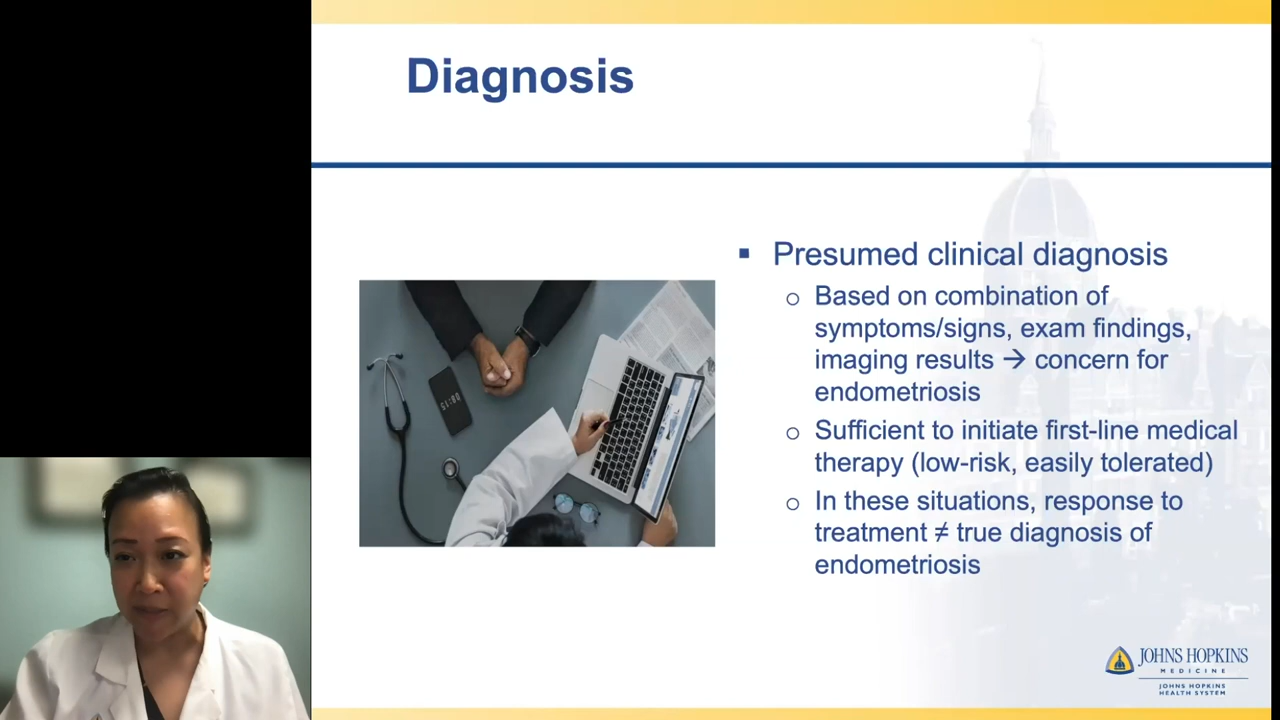 Diagnosis
Presumed clinical diagnosis
Based on combination of
symptoms/signs, exam findings,
imaging results → concern for
endometriosis
Sufficient to initiate first-line medical
therapy (low-risk, easily tolerated)
In these situations, response to
treatment ≠ true diagnosis of
endometriosis
08:15
JOHNS HOPKINS
MEDICINE
JOHNS HOPKINS
HEALTH SYSTEM